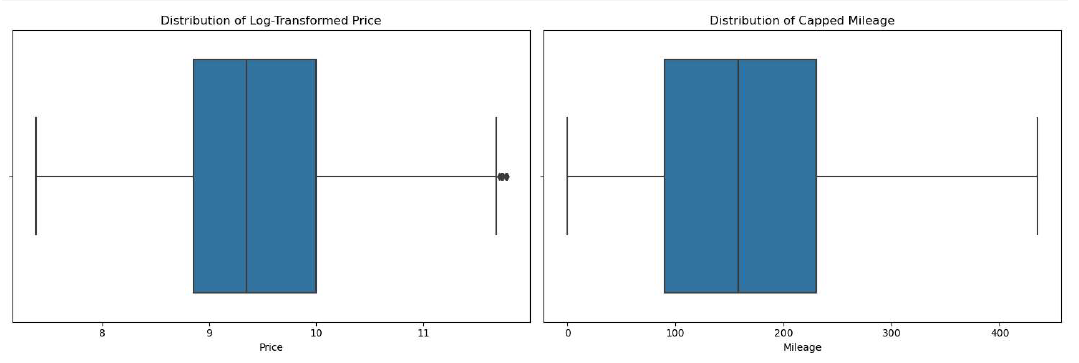 Distribution of Log-Transformed Price
8 9 10 11
Price
Distribution of Capped Mileage
0 100 200 300 400
Mileage